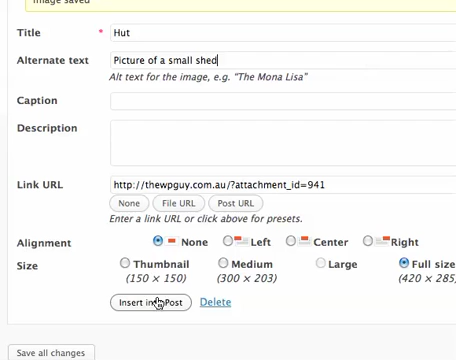 Image saved
Title * Hut
Alternate text Picture of a small shed
Alt text for the image, e.g. “The Mona Lisa”
Caption
Description
Link URL http://thewpguy.com.au/?attachment_id=941
None File URL Post URL
Enter a link URL or click above for presets.
Alignment None Left Center Right
Size Thumbnail Medium Large Full size
(150 × 150) (300 × 203) (420 × 285)
Insert into Post Delete
Save all changes